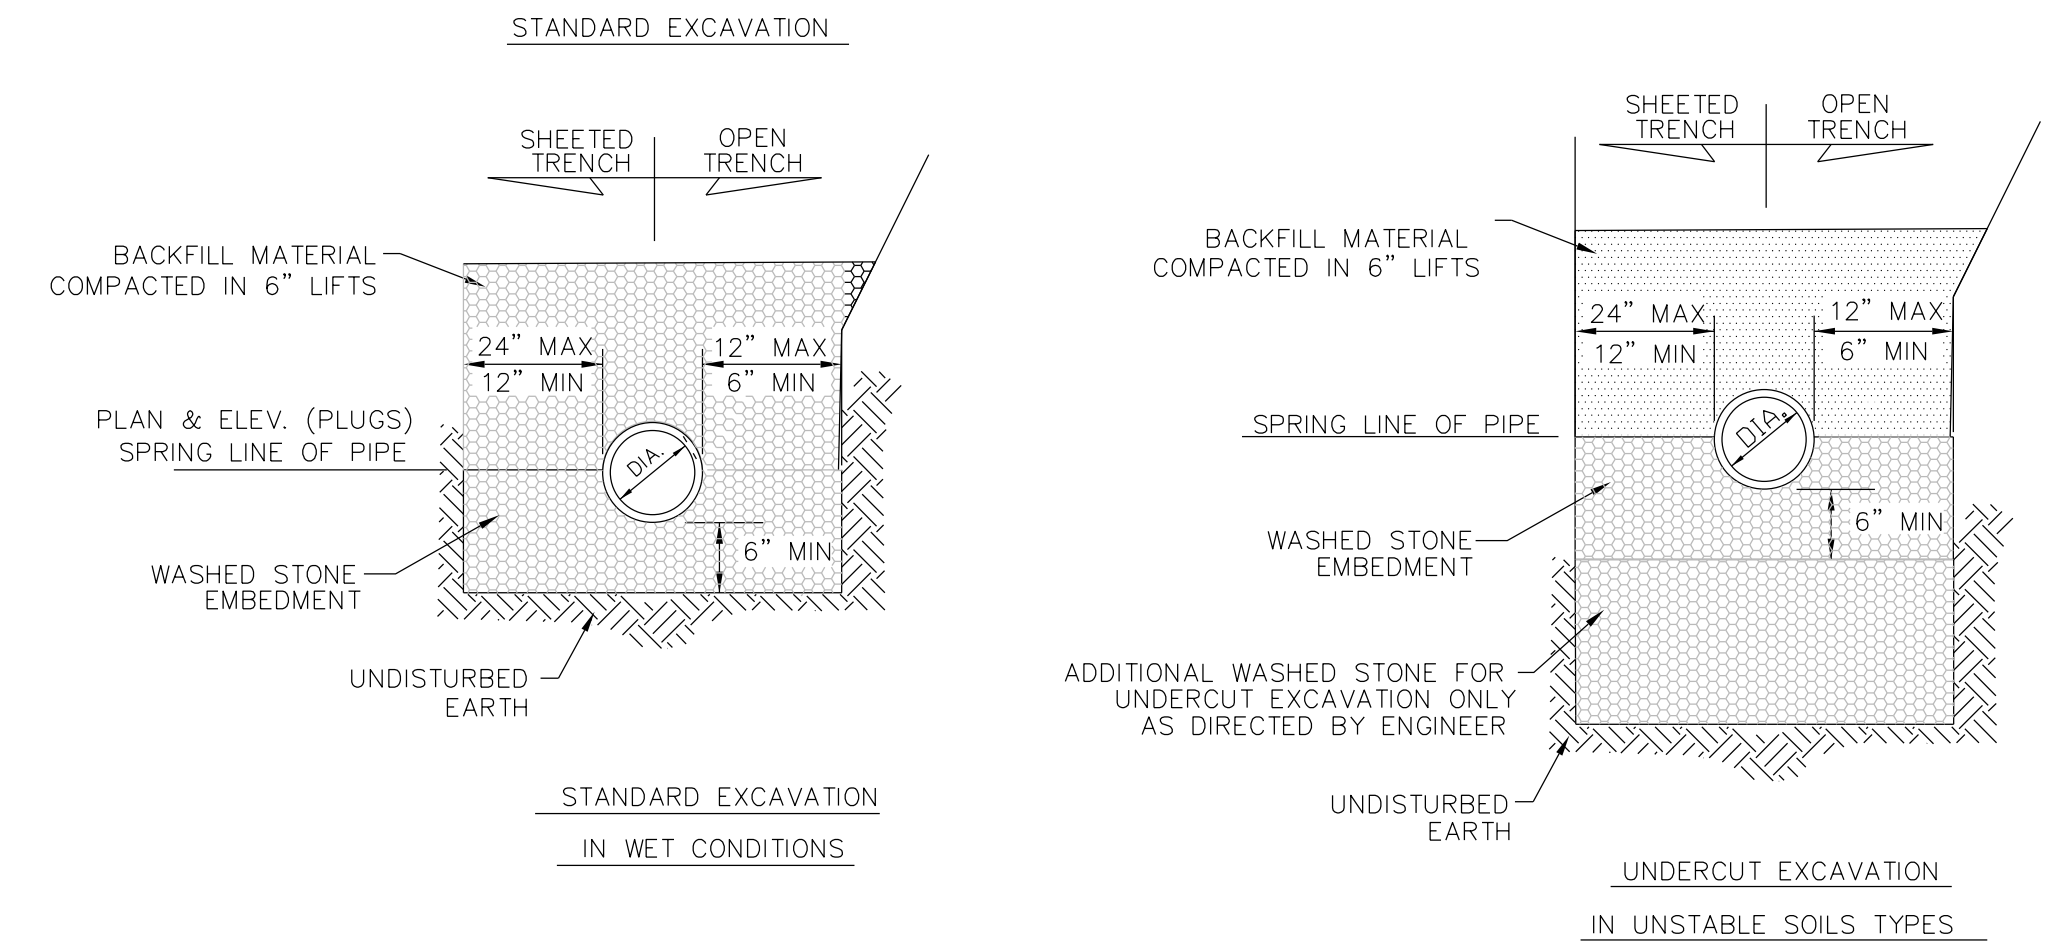 STANDARD EXCAVATION
SHEETED
TRENCH
OPEN
TRENCH
BACKFILL MATERIAL
COMPACTED IN 6" LIFTS
24" MAX
12" MIN
12" MAX
6" MIN
PLAN & ELEV. (PLUGS)
SPRING LINE OF PIPE
DIA.
6" MIN
WASHED STONE
EMBEDMENT
UNDISTURBED
EARTH
STANDARD EXCAVATION
IN WET CONDITIONS
SHEETED
TRENCH
OPEN
TRENCH
BACKFILL MATERIAL
COMPACTED IN 6" LIFTS
24" MAX
12" MIN
12" MAX
6" MIN
SPRING LINE OF PIPE
DIA.
6" MIN
WASHED STONE
EMBEDMENT
ADDITIONAL WASHED STONE FOR
UNDERCUT EXCAVATION ONLY
AS DIRECTED BY ENGINEER
UNDISTURBED
EARTH
UNDERCUT EXCAVATION
IN UNSTABLE SOILS TYPES